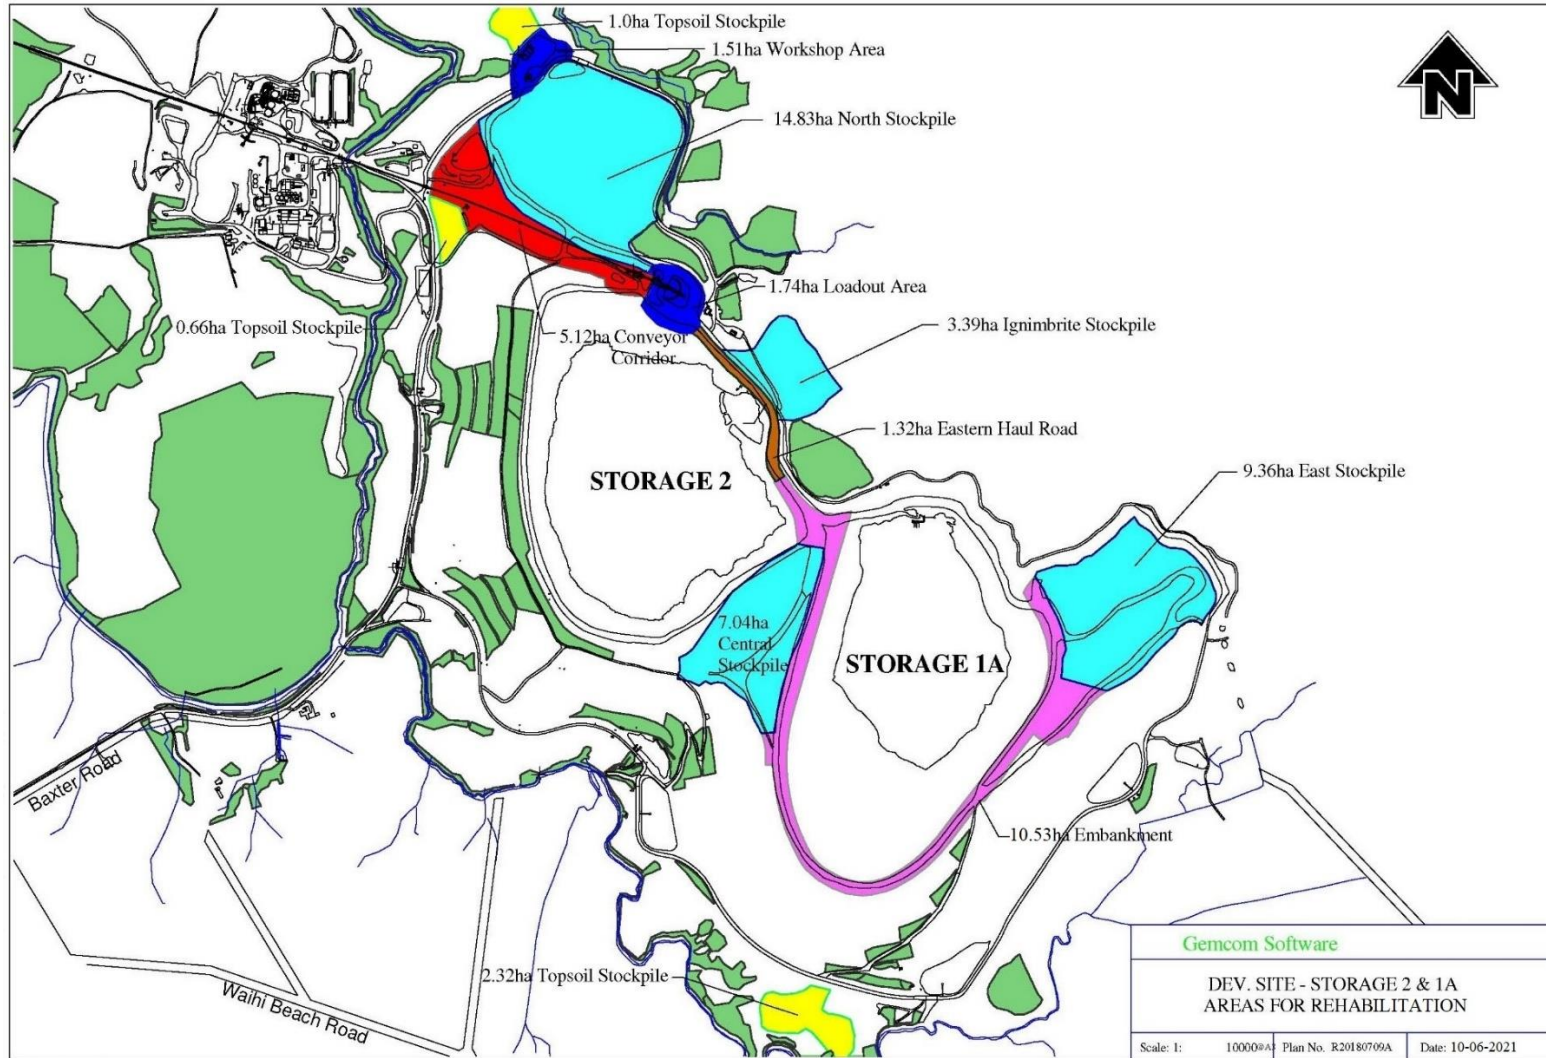 1.0ha Topsoil Stockpile
1.51ha Workshop Area
N
14.83ha North Stockpile
1.74ha Loadout Area
0.66ha Topsoil Stockpile
5.12ha Conveyor
Corridor
3.39ha Ignimbrite Stockpile
1.32ha Eastern Haul Road
9.36ha East Stockpile
STORAGE 2
7.04ha
Central
Stockpile
STORAGE 1A
Baxter Road
10.53ha Embankment
2.32ha Topsoil Stockpile
Waihi Beach Road
Gemcom Software
DEV. SITE - STORAGE 2 & 1A
AREAS FOR REHABILITATION
Scale: 1: 10000@A3 Plan No. R20180709A Date: 10-06-2021